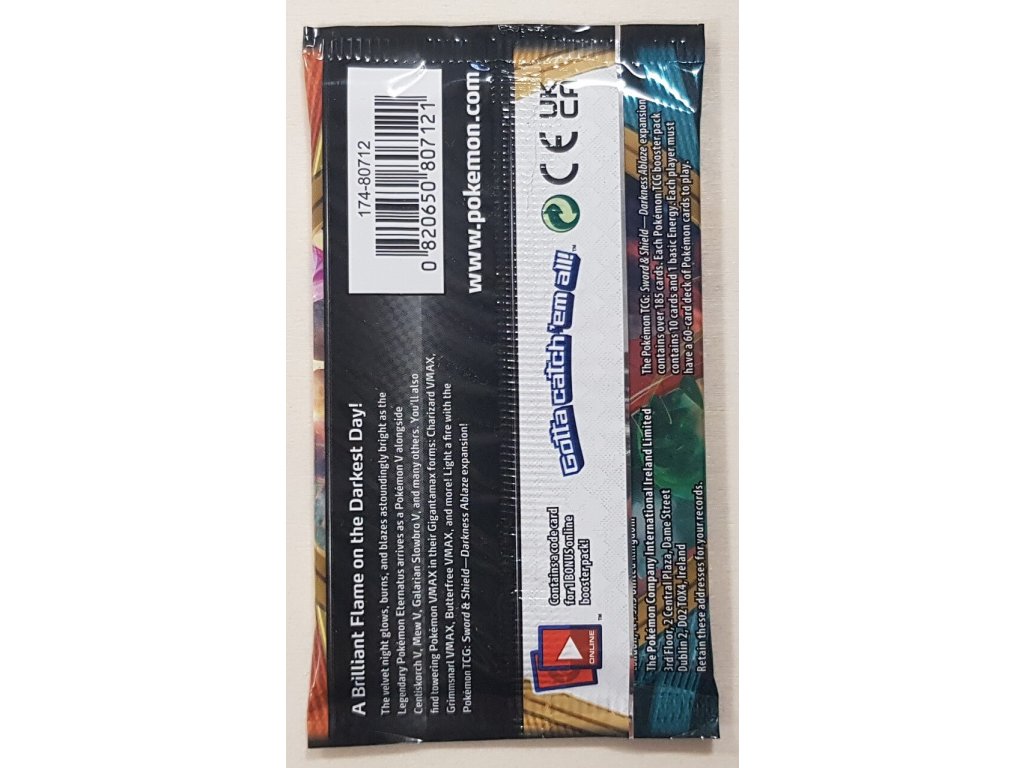 A Brilliant Flame on the Darkest Day!
The velvet night glows, burns, and blazes astoundingly bright as the
Legendary Pokémon Eternatus arrives as a Pokémon V alongside
Centiskorch V, Mew V, Galarian Slowbro V, and many others. You'll also
find towering Pokémon VMAX in their Gigantamax forms: Charizard VMAX,
Grimmsnarl VMAX, Butterfree VMAX, and more! Light a fire with the
Pokémon TCG: Sword & Shield—Darkness Ablaze expansion!
174-80712
0 820650 807121
www.pokemon.com
ONLINE
™
Contains a code card
for 1 BONUS online
booster pack!
Gotta catch 'em all!™
CE
UK
CA
The Pokémon Company International Ireland Limited
3rd Floor, 2 Central Plaza, Dame Street
Dublin 2, D02 T0X4, Ireland
Retain these addresses for your records.
The Pokémon TCG: Sword & Shield—Darkness Ablaze expansion
contains over 185 cards. Each Pokémon TCG booster pack
contains 10 cards and 1 basic Energy. Each player must
have a 60-card deck of Pokémon cards to play.